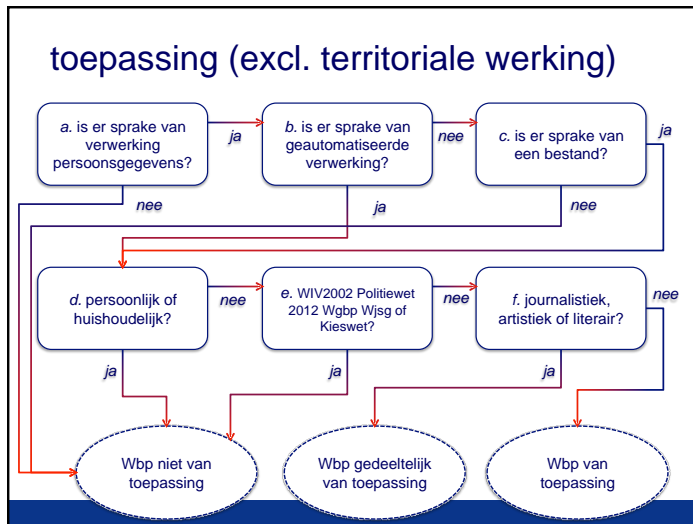 toepassing (excl. territoriale werking)
a. is er sprake van
verwerking
persoonsgegevens?
ja
b. is er sprake van
geautomatiseerde
verwerking?
nee
c. is er sprake van
een bestand?
ja
nee
ja
nee
d. persoonlijk of
huishoudelijk?
nee
e. WIV2002 Politiewet
2012 Wgbp Wjsg of
Kieswet?
nee
f. journalistiek,
artistiek of literair?
nee
ja
ja
ja
Wbp niet van
toepassing
Wbp gedeeltelijk
van toepassing
Wbp van
toepassing